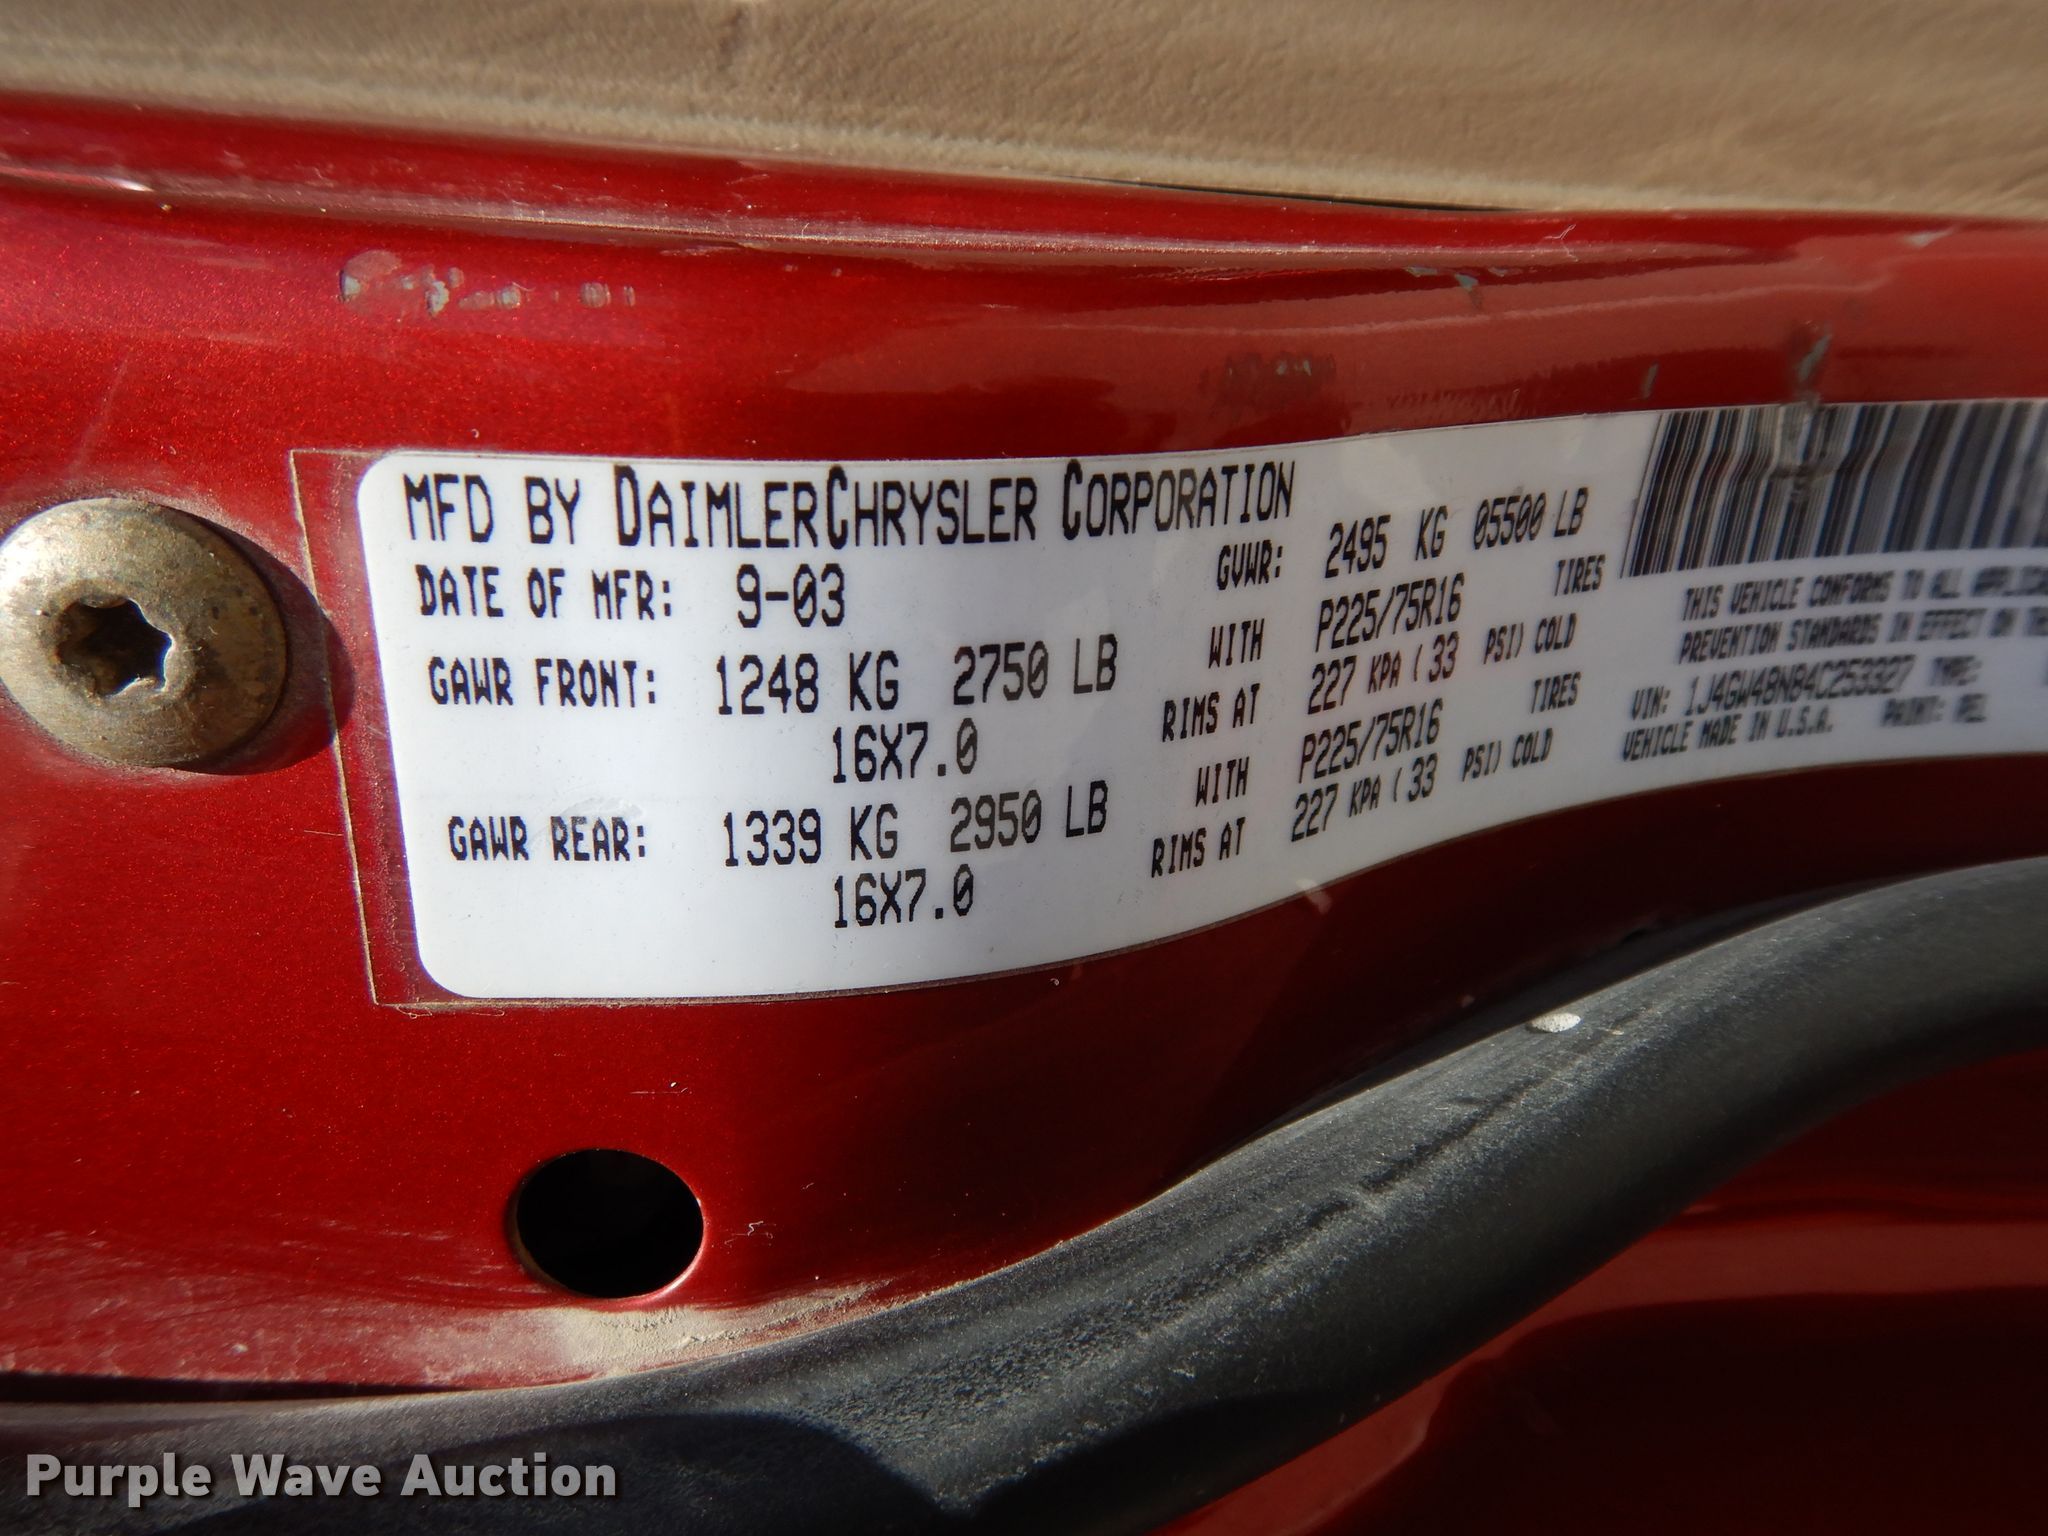 MFD BY DAIMLERCHRYSLER CORPORATION
DATE OF MFR: 9-03 GVWR: 2495 KG 05500 LB
GAWR FRONT: 1248 KG 2750 LB WITH P225/75R16 TIRES
16X7.0 RIMS AT 227 KPA ( 33 PSI) COLD
GAWR REAR: 1339 KG 2950 LB WITH P225/75R16 TIRES
16X7.0 RIMS AT 227 KPA ( 33 PSI) COLD
THIS VEHICLE CONFORMS TO ALL
PREVENTION STANDARDS IN EFFECT ON
VIN: 1J4GW48N84C253327 TYPE:
VEHICLE MADE IN U.S.A. PAINT: PEL
Purple Wave Auction